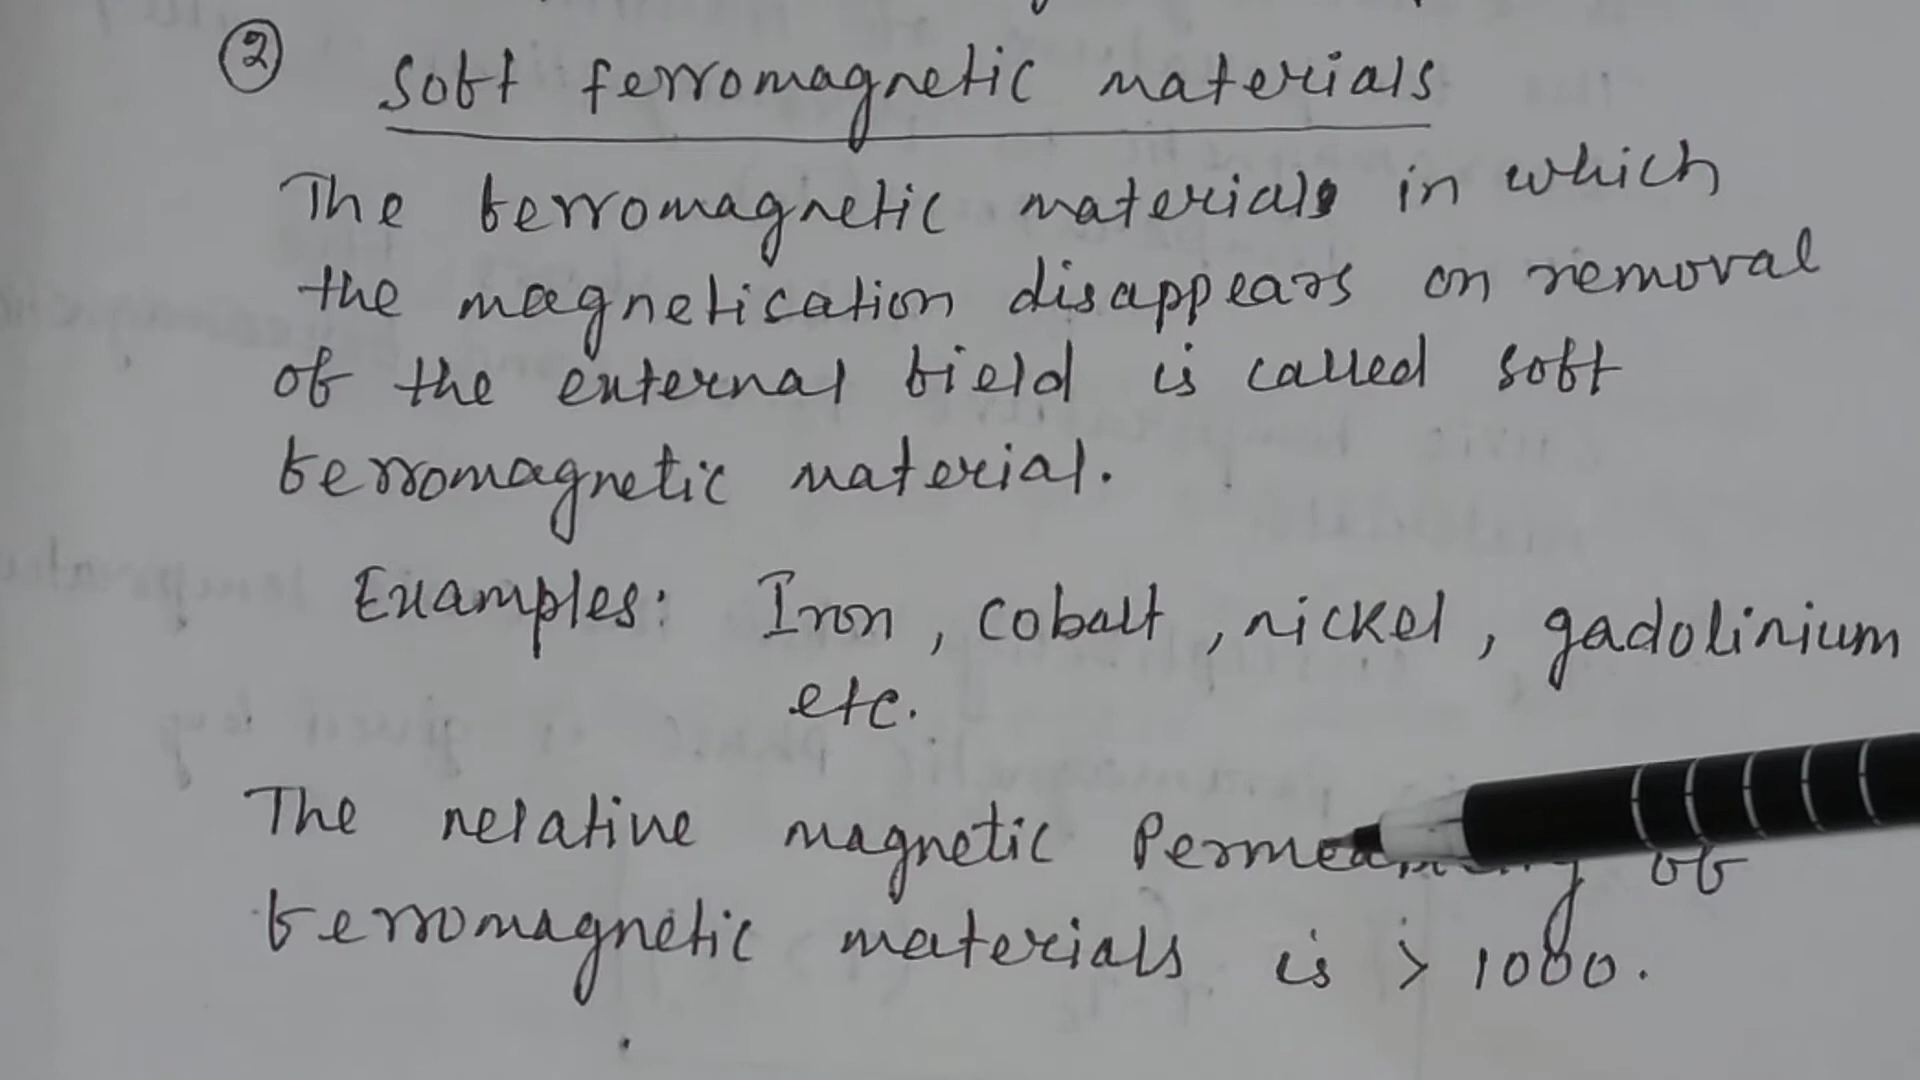 ② Soft ferromagnetic materials
The ferromagnetic materials in which
the magnetisation disappears on removal
of the external field is called soft
ferromagnetic material.
Examples: Iron, cobalt, nickel, gadolinium
etc.
The relative magnetic Permeability of
ferromagnetic materials is > 1000.